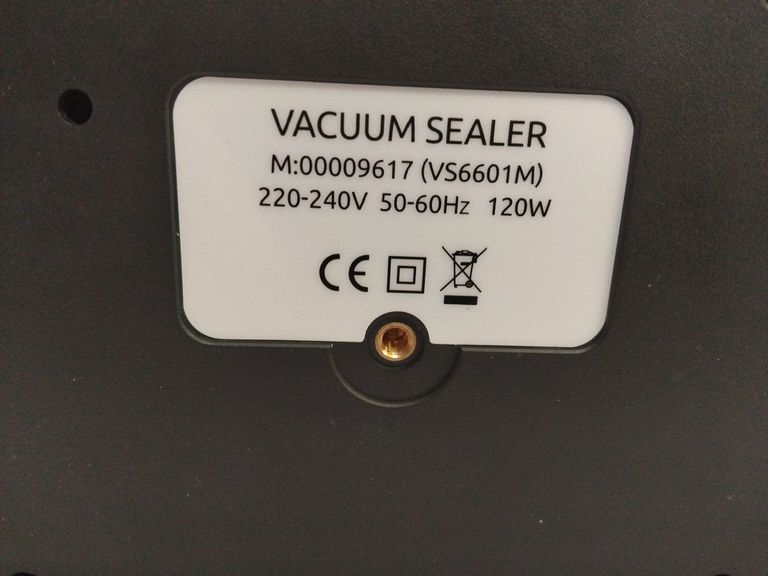 VACUUM SEALER
M:00009617 (VS6601M)
220-240V 50-60Hz 120W
CE